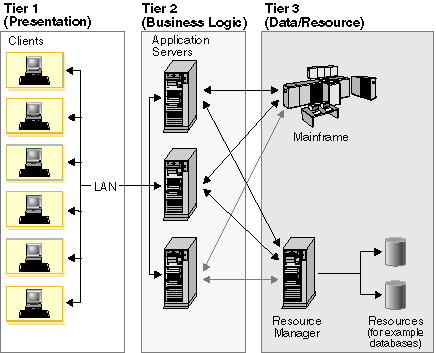 Tier 1
(Presentation)
Tier 2
(Business Logic)
Tier 3
(Data/Resource)
Clients
Application
Servers
LAN
Mainframe
Resource
Manager
Resources
(for example
databases)